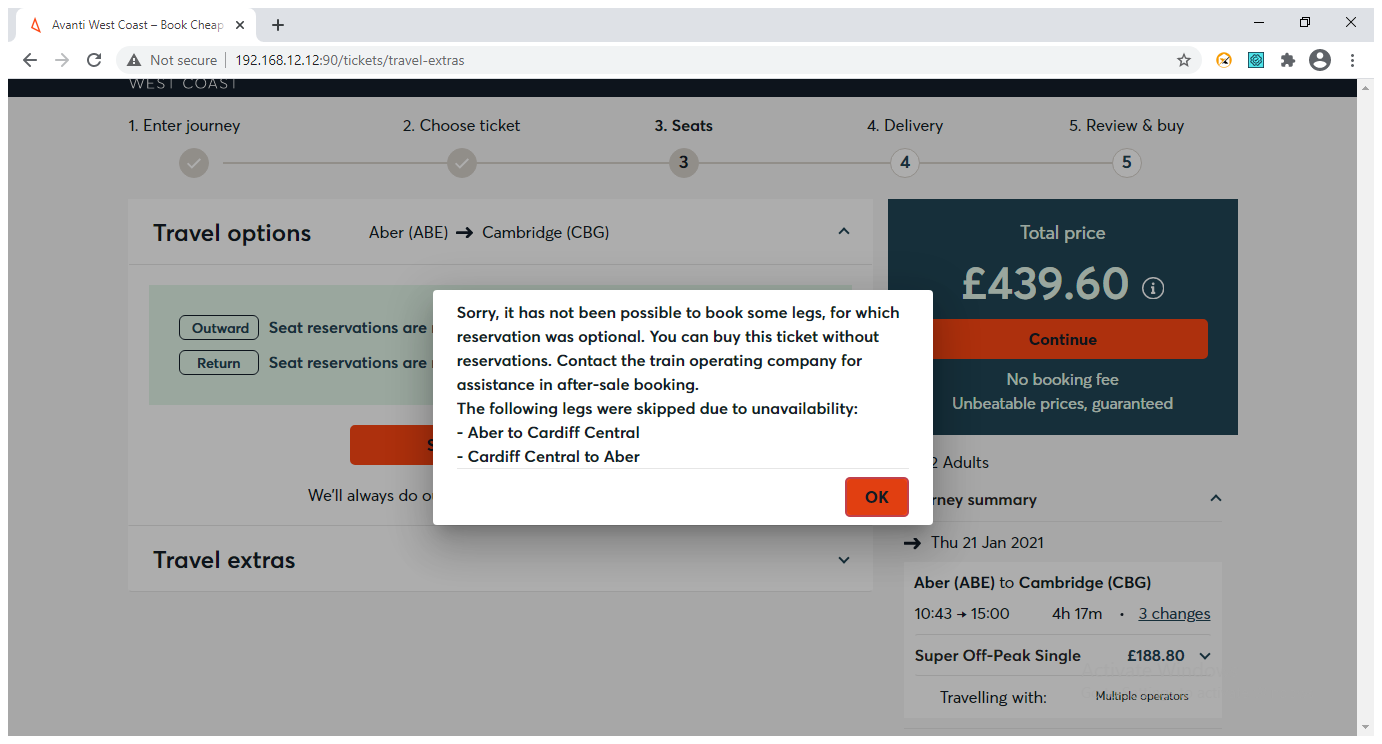 Avanti West Coast – Book Cheap
Not secure
192.168.12.12:90/tickets/travel-extras
WEST COAST
1. Enter journey
2. Choose ticket
3. Seats
4. Delivery
5. Review & buy
3
4
5
Travel options
Aber (ABE) → Cambridge (CBG)
Outward Seat reservations are
Return Seat reservations are
We'll always do
Travel extras
Sorry, it has not been possible to book some legs, for which
reservation was optional. You can buy this ticket without
reservations. Contact the train operating company for
assistance in after-sale booking.
The following legs were skipped due to unavailability:
- Aber to Cardiff Central
- Cardiff Central to Aber
OK
Total price
£439.60
Continue
No booking fee
Unbeatable prices, guaranteed
2 Adults
rney summary
→ Thu 21 Jan 2021
Aber (ABE) to Cambridge (CBG)
10:43 → 15:00 4h 17m • 3 changes
Super Off-Peak Single £188.80
Travelling with: Multiple operators